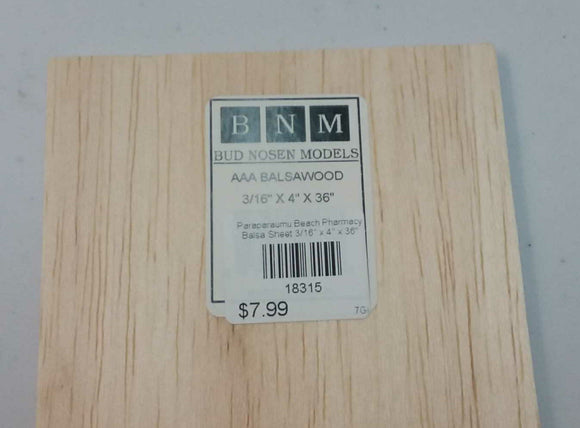 B N M
BUD NOSEN MODELS
AAA BALSAWOOD
3/16" X 4" X 36"
Paraparaumu Beach Pharmacy
Balsa Sheet 3/16" x 4" x 36"
18315
$7.99
7G